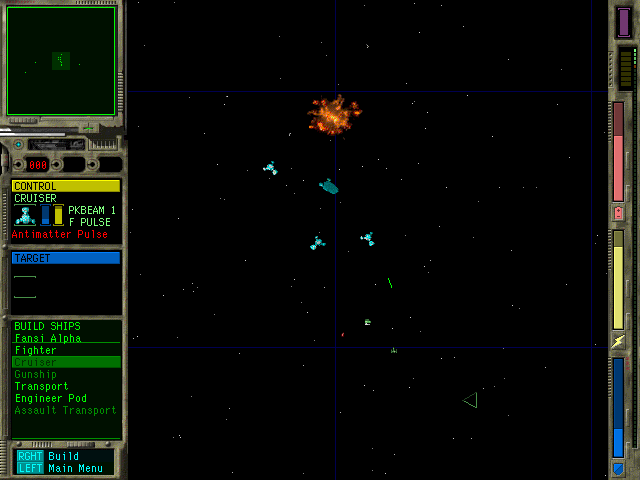 000
CONTROL
CRUISER
PKBEAM 1
F PULSE
Antimatter Pulse
TARGET
BUILD SHIPS
Fansi Alpha
Fighter
Cruiser
Gunship
Transport
Engineer Pod
Assault Transport
RGHT Build
LEFT Main Menu